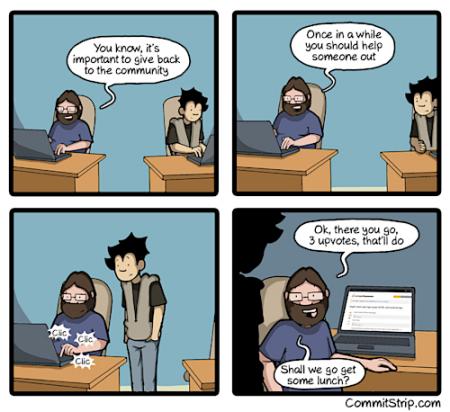 You know, it's
important to give back
to the community
Once in a while
you should help
someone out
Clic
Clic
Clic
Ok, there you go,
3 upvotes, that'll do
Shall we go get
some lunch?
CommitStrip.com